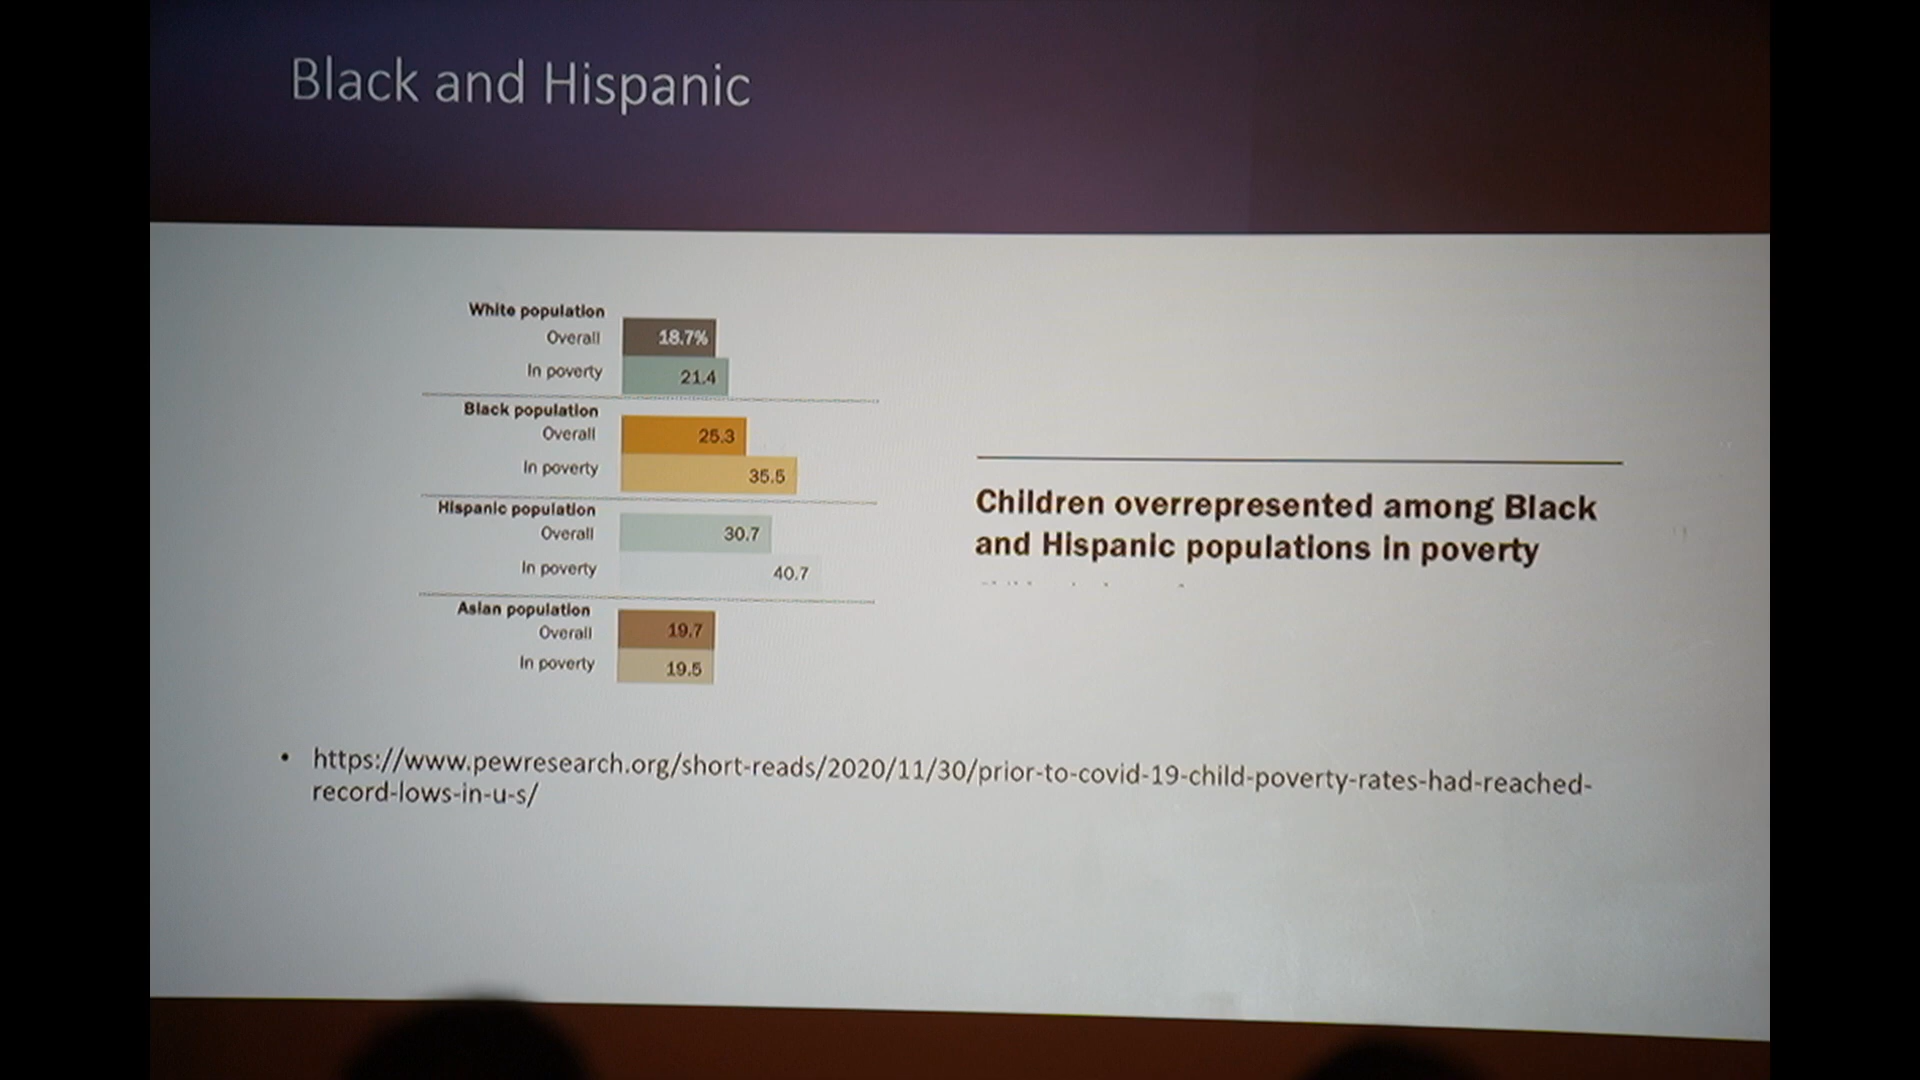 Black and Hispanic
White population
Overall 18.7%
In poverty 21.4
Black population
Overall 25.3
In poverty 35.5
Hispanic population
Overall 30.7
In poverty 40.7
Asian population
Overall 19.7
In poverty 19.5
Children overrepresented among Black
and Hispanic populations in poverty
• https://www.pewresearch.org/short-reads/2020/11/30/prior-to-covid-19-child-poverty-rates-had-reached-
record-lows-in-u-s/